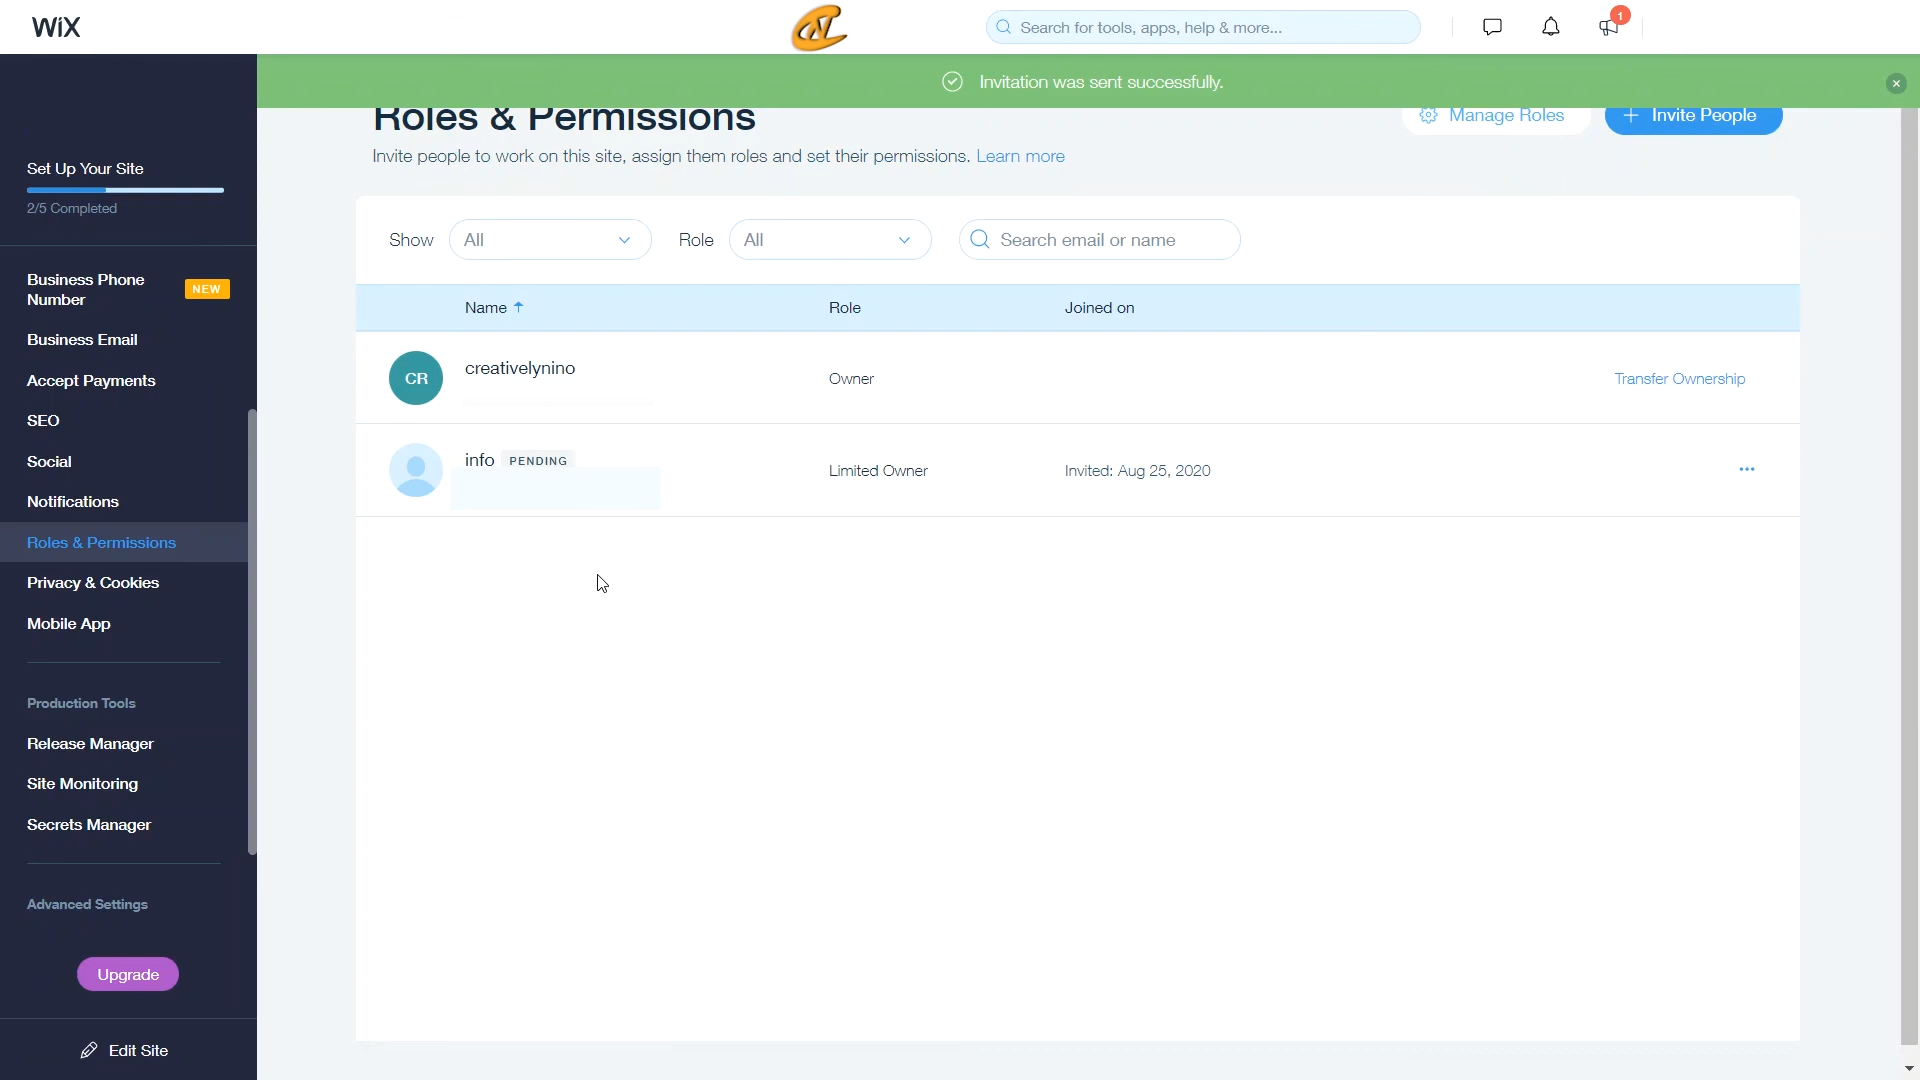 WiX
Search for tools, apps, help & more...
1
Invitation was sent successfully.
Roles & Permissions
Manage Roles
Invite People
Invite people to work on this site, assign them roles and set their permissions. Learn more
Set Up Your Site
2/5 Completed
Business Phone
Number
NEW
Business Email
Accept Payments
SEO
Social
Notifications
Roles & Permissions
Privacy & Cookies
Mobile App
Production Tools
Release Manager
Site Monitoring
Secrets Manager
Advanced Settings
Upgrade
Edit Site
Show All Role All Search email or name
Name Role Joined on
CR creativelynino Owner Transfer Ownership
info PENDING Limited Owner Invited: Aug 25, 2020